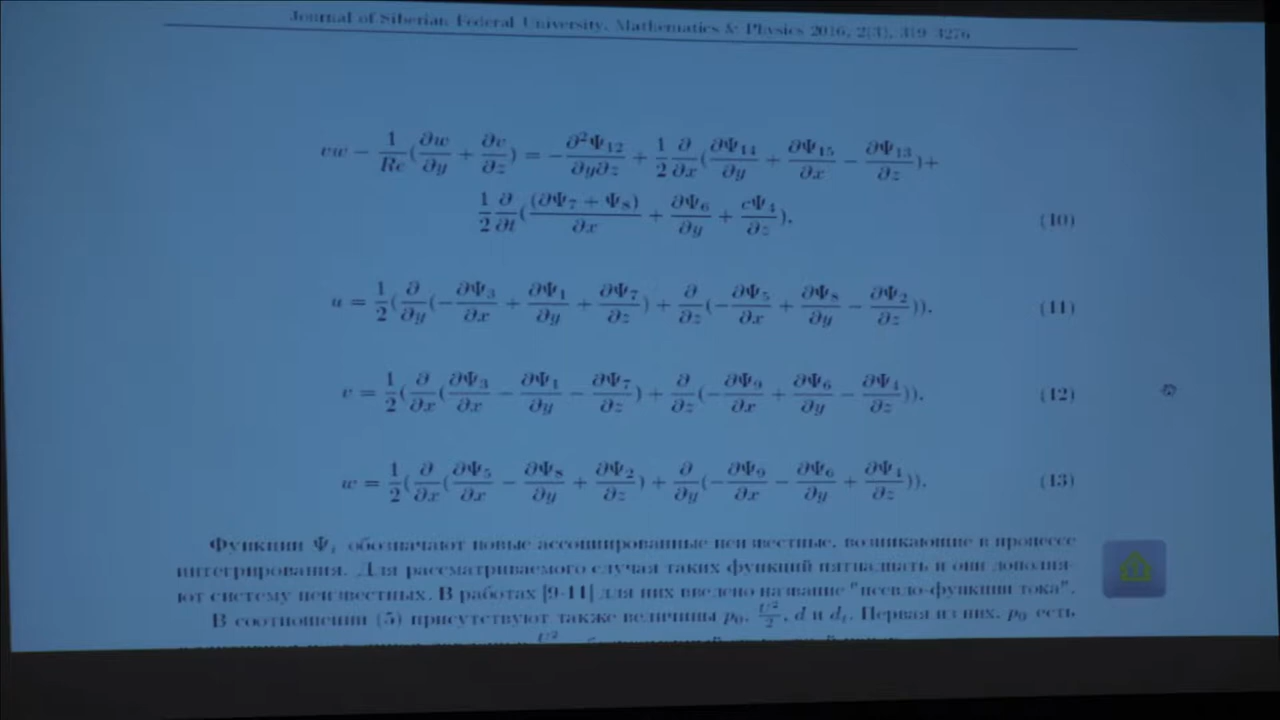 Journal of Siberian Federal University, Mathematics & Physics 2016, 2(3), 319–3276
vw − 1/Re(∂w/∂y + ∂v/∂z) = −∂²Ψ₁₂/∂y∂z + 1/2 ∂/∂x(∂Ψ₁₄/∂y + ∂Ψ₁₅/∂x − ∂Ψ₁₃/∂z)+
1/2 ∂/∂t((∂Ψ₇ + Ψ₈)/∂x + ∂Ψ₆/∂y + cΨ₄/∂z), (10)
u = 1/2(∂/∂y(−∂Ψ₃/∂x + ∂Ψ₁/∂y + ∂Ψ₇/∂z) + ∂/∂z(−∂Ψ₅/∂x + ∂Ψ₈/∂y − ∂Ψ₂/∂z)), (11)
v = 1/2(∂/∂x(∂Ψ₃/∂x − ∂Ψ₁/∂y − ∂Ψ₇/∂z) + ∂/∂z(−∂Ψ₉/∂x + ∂Ψ₆/∂y − ∂Ψ₄/∂z)), (12)
w = 1/2(∂/∂x(∂Ψ₅/∂x − ∂Ψ₈/∂y + ∂Ψ₂/∂z) + ∂/∂y(−∂Ψ₉/∂x − ∂Ψ₆/∂y + ∂Ψ₄/∂z)). (13)
Функции Ψᵢ обозначают новые ассоциированные неизвестные, возникающие в процессе
интегрирования. Для рассматриваемого случая таких функций пятнадцать и они дополня-
ют систему неизвестных. В работах [9-11] для них введено название "псевдо-функции тока".
В соотношении (5) присутствуют также величины p₀, U²/2, d и dₜ. Первая из них, p₀ есть